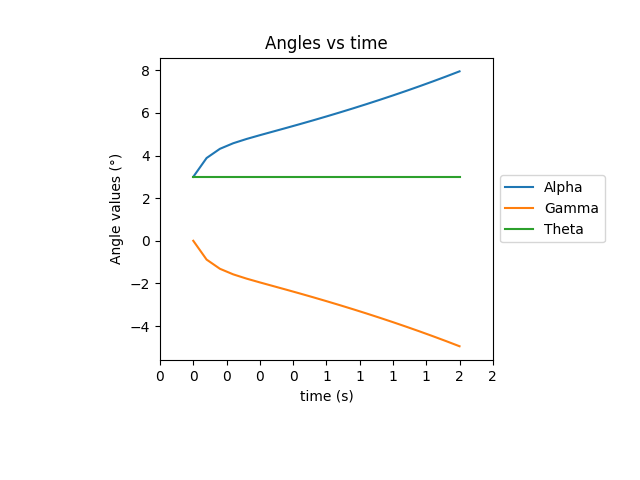 Angles vs time
Angle values (°)
8
6
4
2
0
−2
−4
0 0 0 0 0 1 1 1 1 2 2
time (s)
Alpha
Gamma
Theta